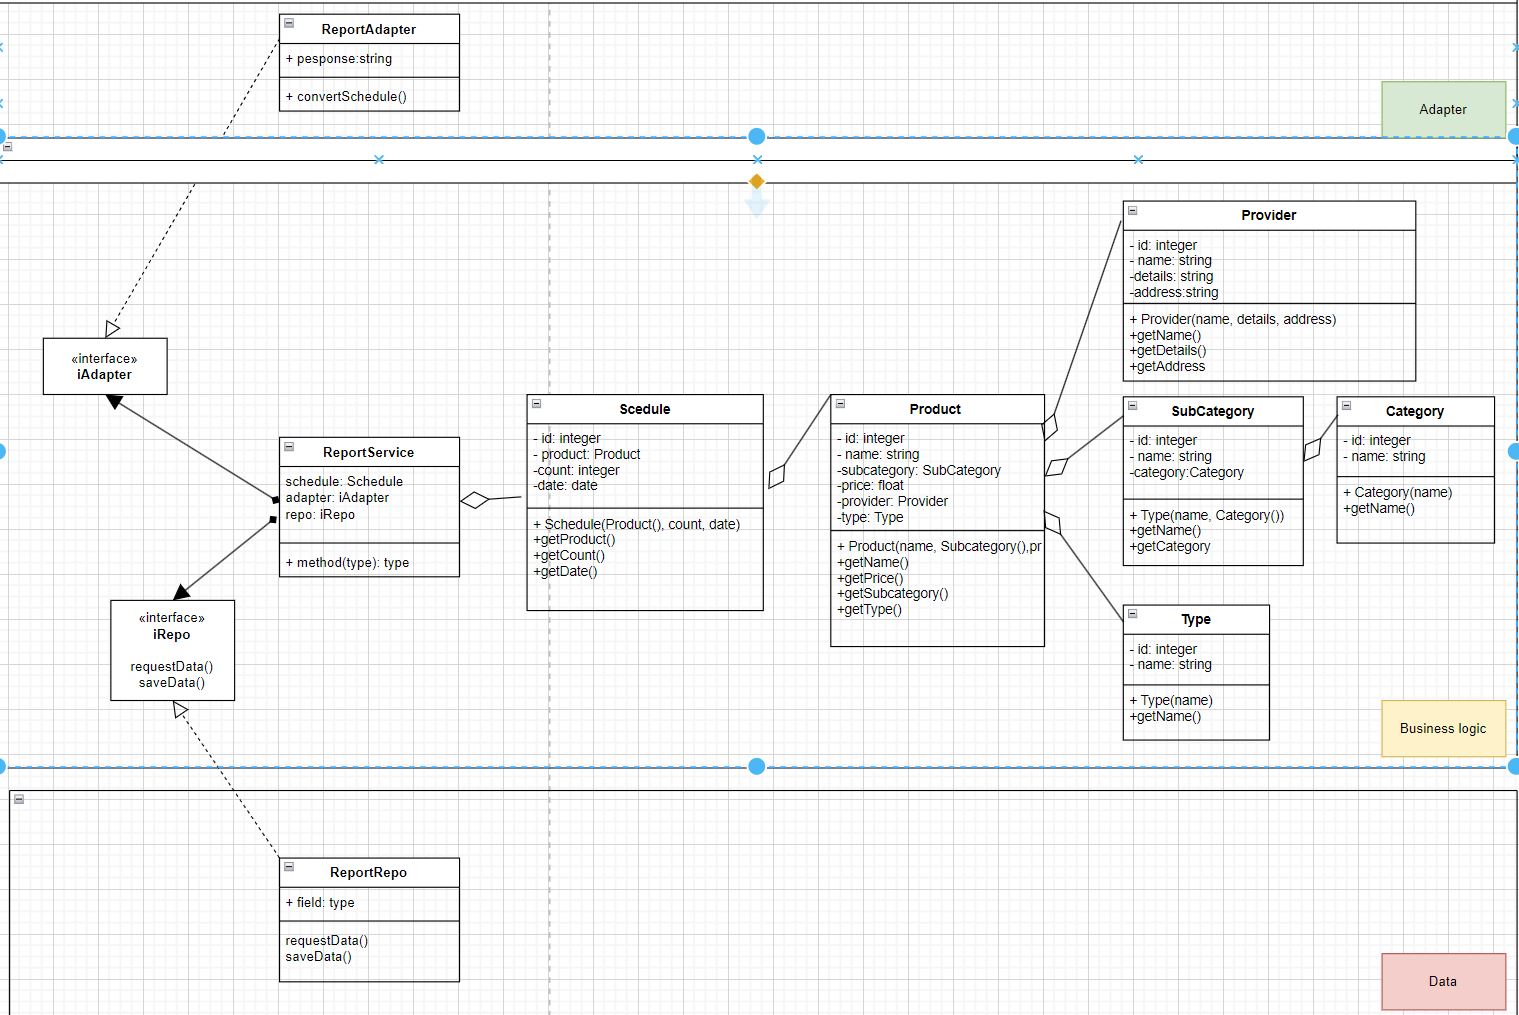 ReportAdapter
+ pesponse:string
+ convertSchedule()
Adapter
Provider
- id: integer
- name: string
-details: string
-address:string
+ Provider(name, details, address)
+getName()
+getDetails()
+getAddress
«interface»
iAdapter
ReportService
schedule: Schedule
adapter: iAdapter
repo: iRepo
+ method(type): type
Scedule
- id: integer
- product: Product
-count: integer
-date: date
+ Schedule(Product(), count, date)
+getProduct()
+getCount()
+getDate()
Product
- id: integer
- name: string
-subcategory: SubCategory
-price: float
-provider: Provider
-type: Type
+ Product(name, Subcategory(),pr
+getName()
+getPrice()
+getSubcategory()
+getType()
SubCategory
- id: integer
- name: string
-category:Category
+ Type(name, Category())
+getName()
+getCategory
Category
- id: integer
- name: string
+ Category(name)
+getName()
«interface»
iRepo
requestData()
saveData()
Type
- id: integer
- name: string
+ Type(name)
+getName()
Business logic
ReportRepo
+ field: type
requestData()
saveData()
Data